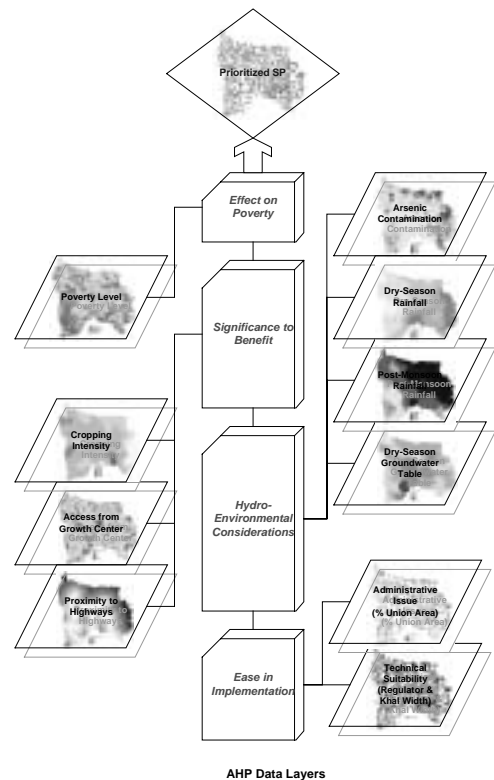 Prioritized SP
Effect on
Poverty
Arsenic
Contamination
Poverty Level
Significance to
Benefit
Dry-Season
Rainfall
Post-Monsoon
Rainfall
Cropping
Intensity
Dry-Season
Groundwater
Table
Access from
Growth Center
Hydro-
Environmental
Considerations
Proximity to
Highways
Administrative
Issue
(% Union Area)
Ease in
Implementation
Technical
Suitability
(Regulator &
Khal Width)
AHP Data Layers